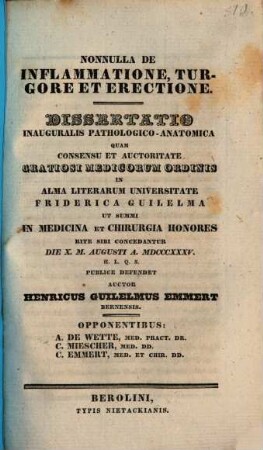 NONNULLA DE
INFLAMMATIONE, TUR-
GORE ET ERECTIONE.
DISSERTATIO
INAUGURALIS PATHOLOGICO-ANATOMICA
QUAM
CONSENSU ET AUCTORITATE
GRATIOSI MEDICORUM ORDINIS
IN
ALMA LITERARUM UNIVERSITATE
FRIDERICA GUILELMA
UT SUMMI
IN MEDICINA ET CHIRURGIA HONORES
RITE SIBI CONCEDANTUR
DIE X. M. AUGUSTI A. MDCCCXXXV.
H. L. Q. S.
PUBLICE DEFENDET
AUCTOR
HENRICUS GUILELMUS EMMERT
BERNENSIS.
OPPONENTIBUS:
A. DE WETTE, MED. PRACT. DR.
C. MIESCHER, MED. DD.
C. EMMERT, MED. ET CHIR. DD.
BEROLINI,
TYPIS NIETACKIANIS.